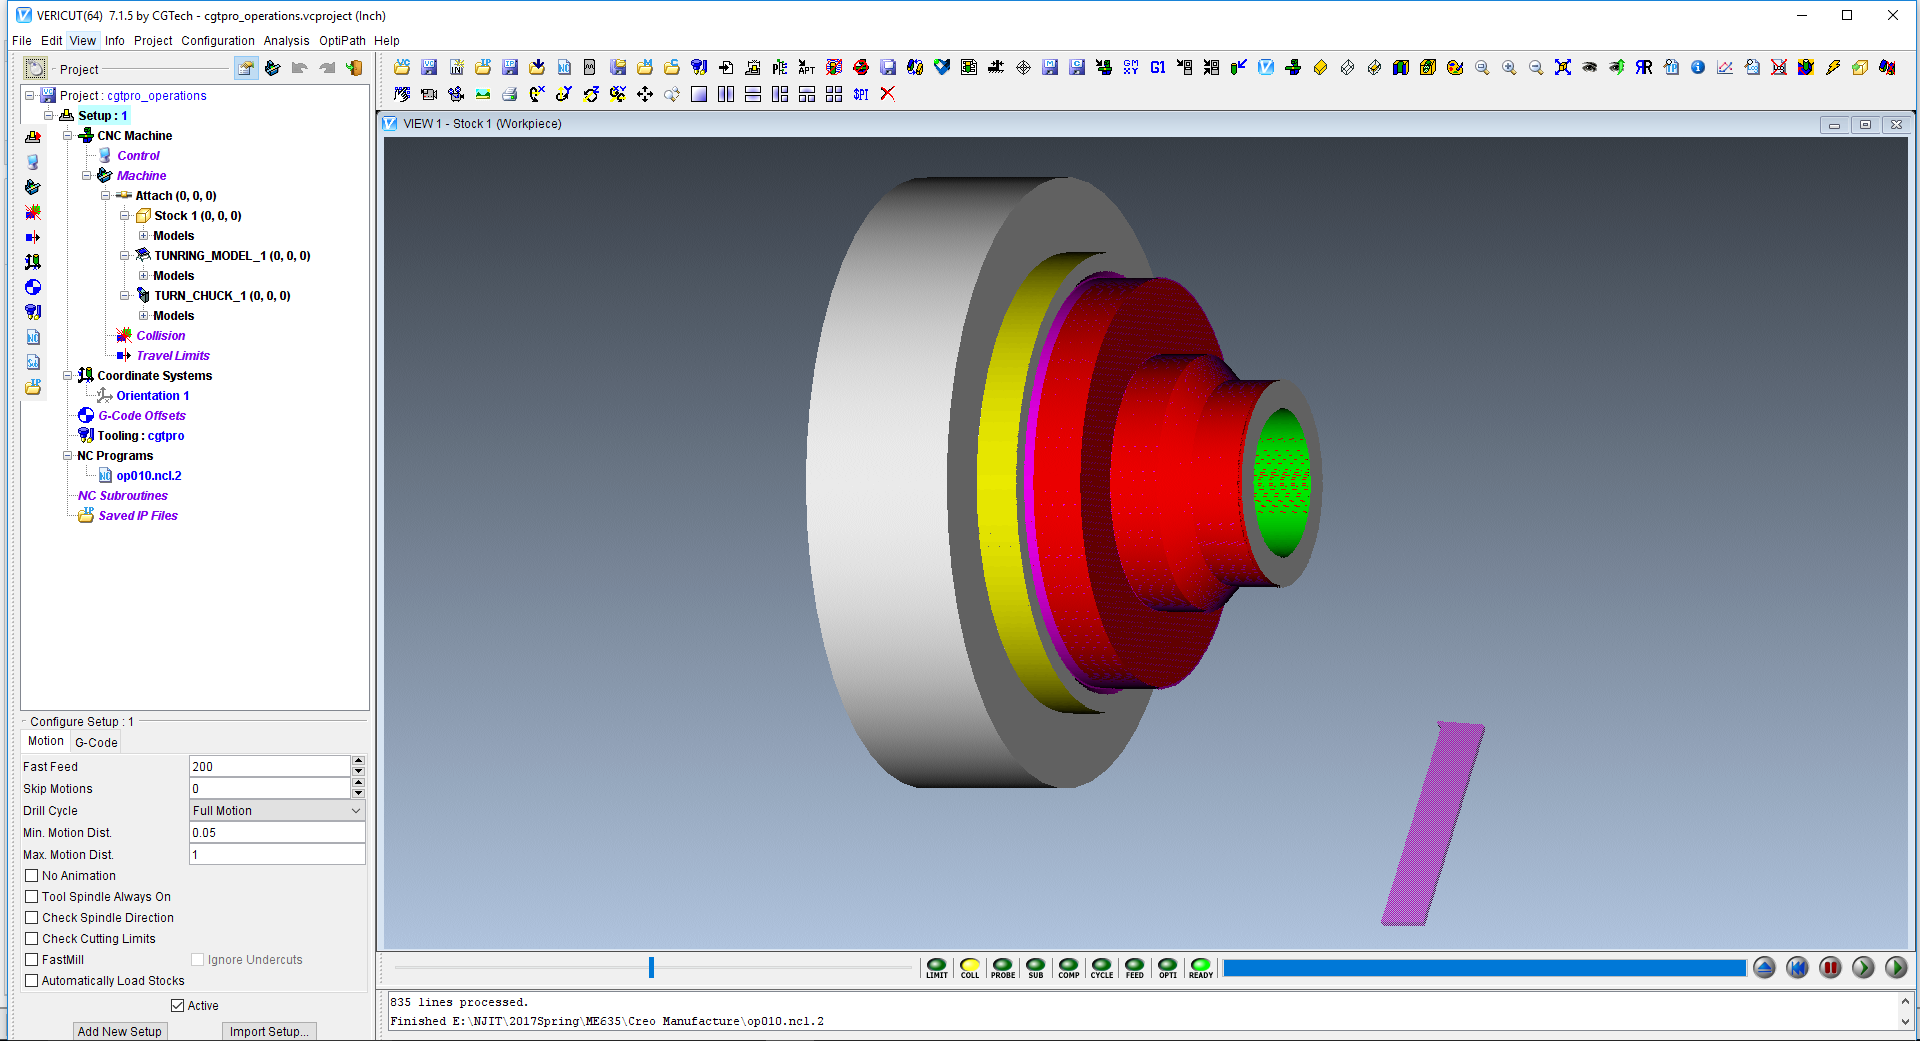 VERICUT(64)  7.1.5 by CGTech - cgtpro_operations.vcproject (Inch)
File Edit View Info Project Configuration Analysis OptiPath Help
Project
Project : cgtpro_operations
Setup : 1
CNC Machine
Control
Machine
Attach (0, 0, 0)
Stock 1 (0, 0, 0)
Models
TUNRING_MODEL_1 (0, 0, 0)
Models
TURN_CHUCK_1 (0, 0, 0)
Models
Collision
Travel Limits
Coordinate Systems
Orientation 1
G-Code Offsets
Tooling : cgtpro
NC Programs
op010.ncl.2
NC Subroutines
Saved IP Files
Configure Setup : 1
Motion G-Code
Fast Feed 200
Skip Motions 0
Drill Cycle Full Motion
Min. Motion Dist. 0.05
Max. Motion Dist. 1
No Animation
Tool Spindle Always On
Check Spindle Direction
Check Cutting Limits
FastMill Ignore Undercuts
Automatically Load Stocks
Active
Add New Setup Import Setup...
VIEW 1 - Stock 1 (Workpiece)
LIMIT COLL PROBE SUB COMP CYCLE FEED OPTI READY
835 lines processed.
Finished E:\NJIT\2017Spring\ME635\Creo Manufacture\op010.ncl.2